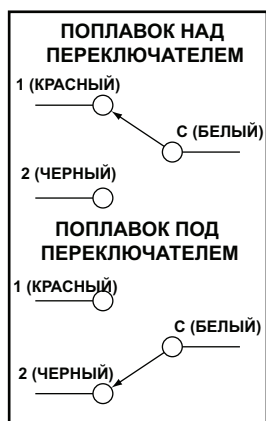 ПОПЛАВОК НАД
ПЕРЕКЛЮЧАТЕЛЕМ
1 (КРАСНЫЙ)
C (БЕЛЫЙ)
2 (ЧЕРНЫЙ)
ПОПЛАВОК ПОД
ПЕРЕКЛЮЧАТЕЛЕМ
1 (КРАСНЫЙ)
C (БЕЛЫЙ)
2 (ЧЕРНЫЙ)